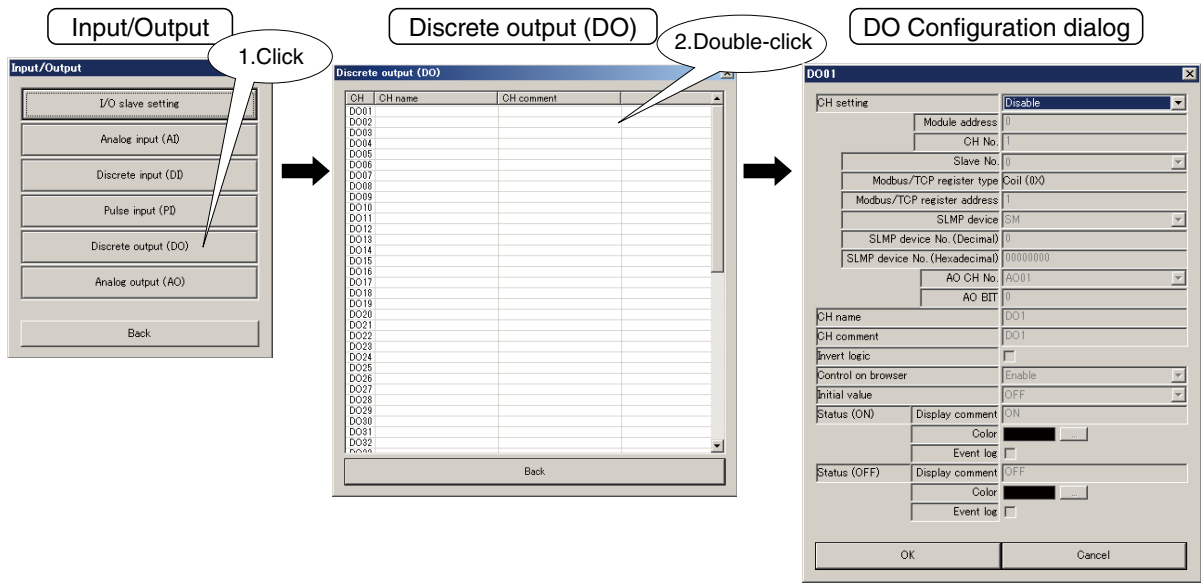 Input/Output
Discrete output (DO)
DO Configuration dialog
1.Click
2.Double-click
Input/Output
I/O slave setting
Analog input (AI)
Discrete input (DI)
Pulse input (PI)
Discrete output (DO)
Analog output (AO)
Back
Discrete output (DO)
CH CH name CH comment
DO01
DO02
DO03
DO04
DO05
DO06
DO07
DO08
DO09
DO10
DO11
DO12
DO13
DO14
DO15
DO16
DO17
DO18
DO19
DO20
DO21
DO22
DO23
DO24
DO25
DO26
DO27
DO28
DO29
DO30
DO31
DO32
Back
DO01
CH setting Disable
Module address 0
CH No. 1
Slave No. 0
Modbus/TCP register type Coil (0X)
Modbus/TCP register address 1
SLMP device SM
SLMP device No.(Decimal) 0
SLMP device No.(Hexadecimal) 00000000
AO CH No. AO01
AO BIT 0
CH name DO1
CH comment DO1
Invert logic
Control on browser Enable
Initial value OFF
Status (ON) Display comment ON
Color ...
Event log
Status (OFF) Display comment OFF
Color ...
Event log
OK Cancel